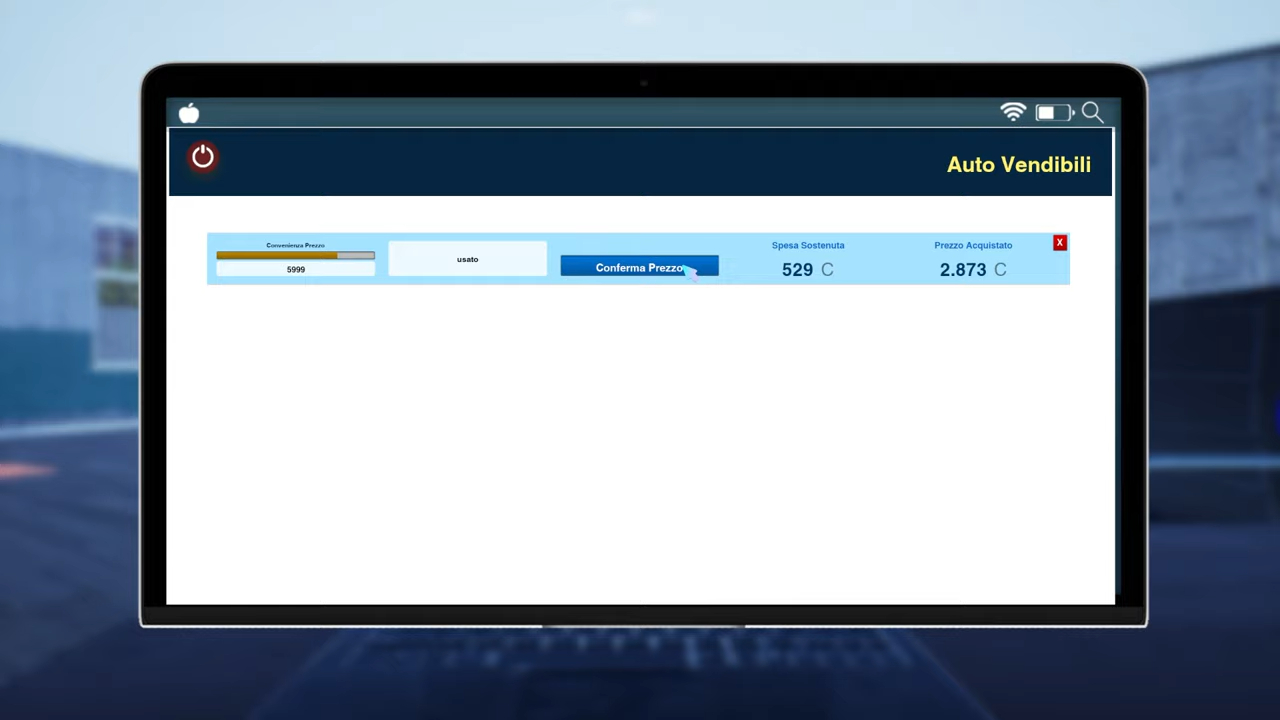 Auto Vendibili
Convenienza Prezzo
5999
usato
Conferma Prezzo
Spesa Sostenuta
529 C
Prezzo Acquistato
2.873 C
X